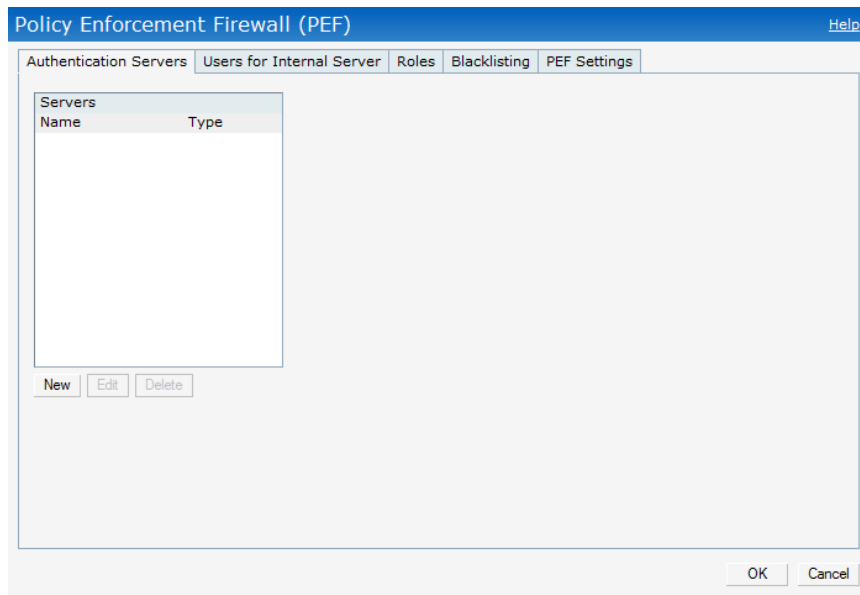 Policy Enforcement Firewall (PEF) Help
Authentication Servers Users for Internal Server Roles Blacklisting PEF Settings
Servers
Name Type
New Edit Delete
OK Cancel